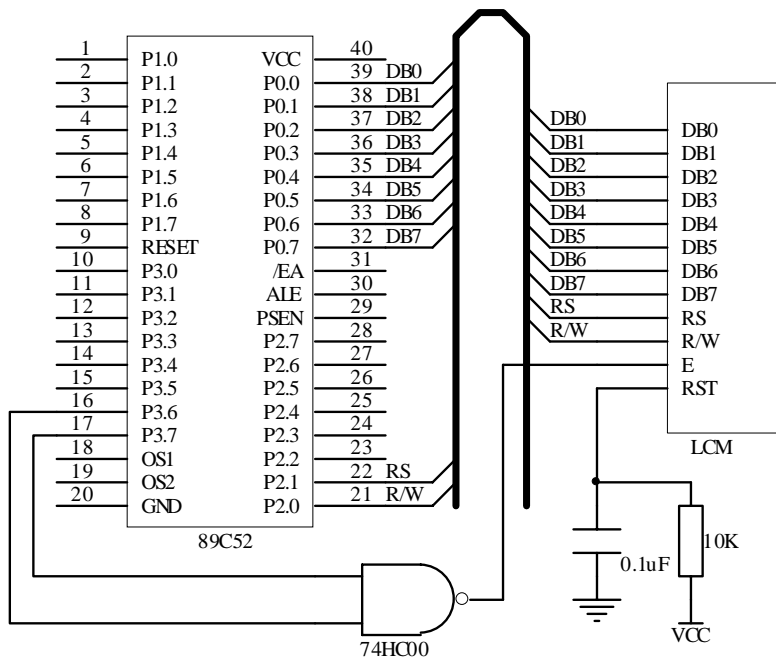 1 P1.0 VCC 40
2 P1.1 P0.0 39 DB0
3 P1.2 P0.1 38 DB1
4 P1.3 P0.2 37 DB2 DB0 DB0
5 P1.4 P0.3 36 DB3 DB1 DB1
6 P1.5 P0.4 35 DB4 DB2 DB2
7 P1.6 P0.5 34 DB5 DB3 DB3
8 P1.7 P0.6 33 DB6 DB4 DB4
9 RESET P0.7 32 DB7 DB5 DB5
10 P3.0 /EA 31 DB6 DB6
11 P3.1 ALE 30 DB7 DB7
12 P3.2 PSEN 29 RS RS
13 P3.3 P2.7 28 R/W R/W
14 P3.4 P2.6 27 E
15 P3.5 P2.5 26 RST
16 P3.6 P2.4 25
17 P3.7 P2.3 24
18 OS1 P2.2 23 LCM
19 OS2 P2.1 22 RS
20 GND P2.0 21 R/W
89C52
0.1uF 10K
VCC
74HC00